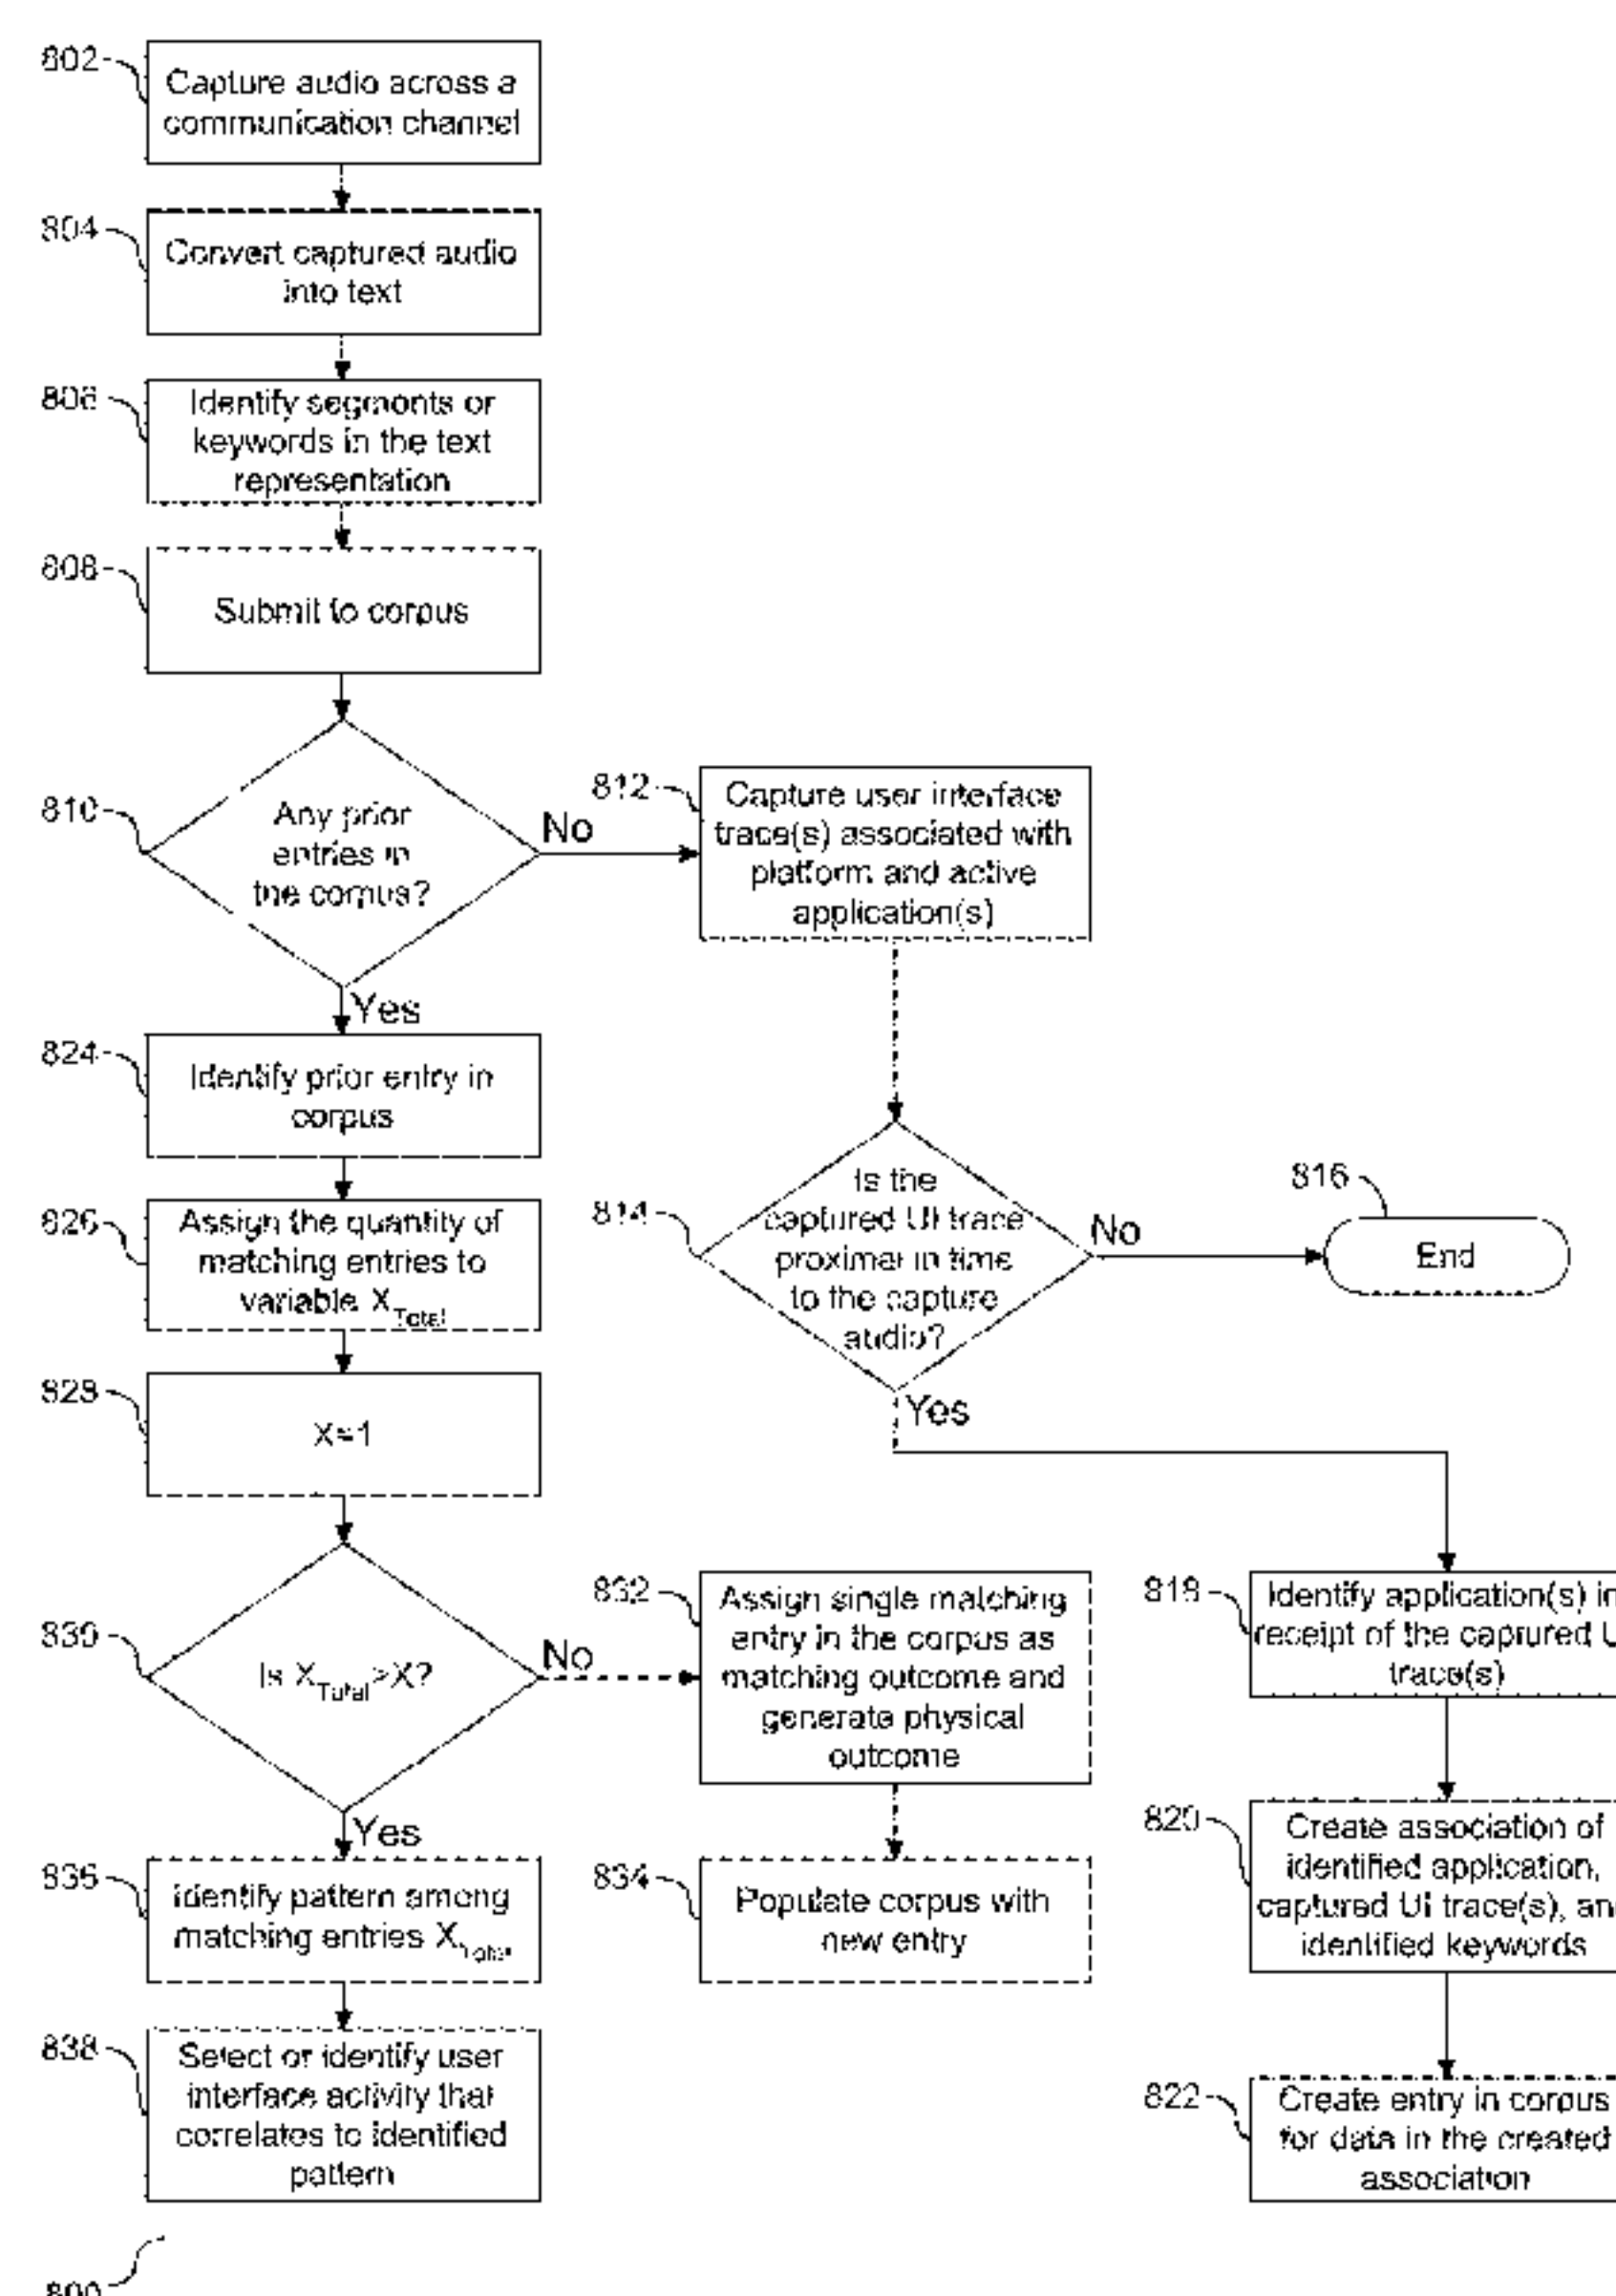 802
Capture audio across a
communication channel
804
Convert captured audio
into text
806
Identify segments or
keywords in the text
representation
808
Submit to corpus
810
Any prior
entries in
the corpus?
No
Yes
812
Capture user interface
trace(s) associated with
platform and active
application(s)
814
Is the
captured UI trace
proximal in time
to the capture
audio?
No
Yes
816
End
818
Identify application(s) in
receipt of the caprured U
trace(s)
820
Create association of
identified application,
captured UI trace(s), and
identified keywords
822
Create entry in corpus
for data in the created
association
824
Identify prior entry in
corpus
826
Assign the quantity of
matching entries to
variable X_Total
828
X=1
830
Is X_Total>X?
No
Yes
832
Assign single matching
entry in the corpus as
matching outcome and
generate physical
outcome
834
Populate corpus with
new entry
836
Identify pattern among
matching entries X_Total
838
Select or identify user
interface activity that
correlates to identified
pattern
800